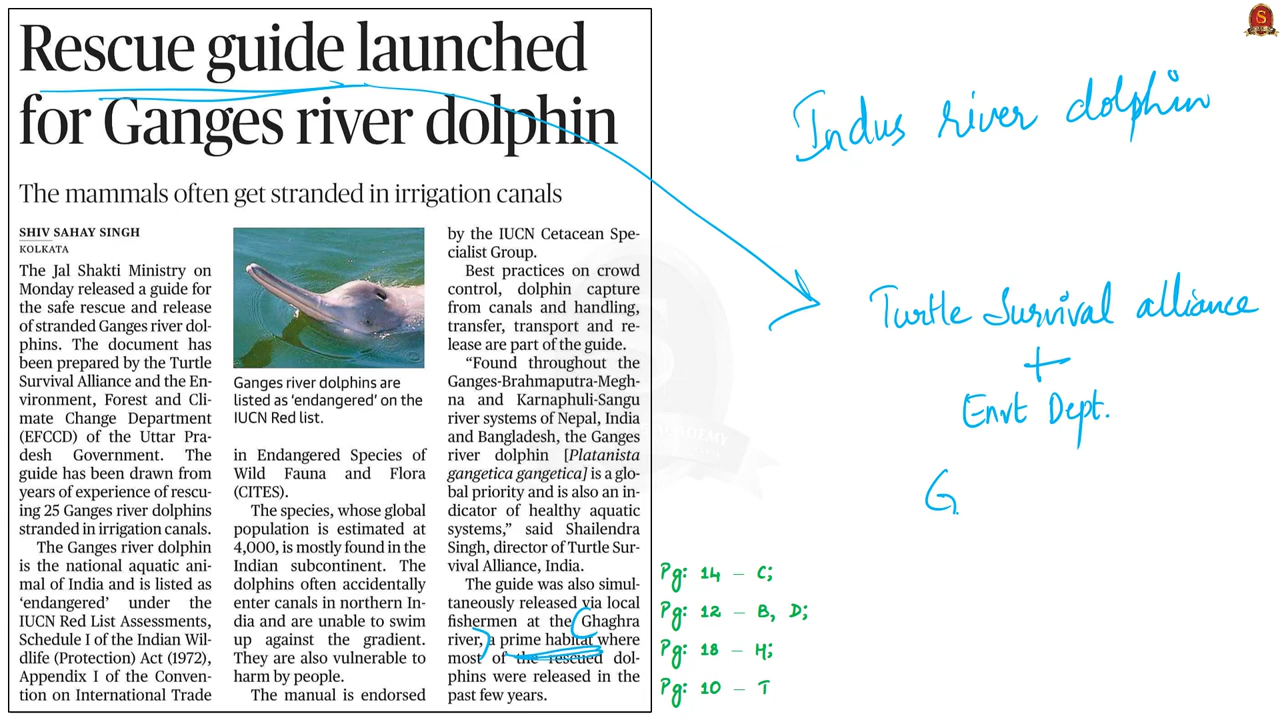 Rescue guide launched
for Ganges river dolphin
The mammals often get stranded in irrigation canals
SHIV SAHAY SINGH
KOLKATA
The Jal Shakti Ministry on
Monday released a guide for
the safe rescue and release
of stranded Ganges river dol-
phins. The document has
been prepared by the Turtle
Survival Alliance and the En-
vironment, Forest and Cli-
mate Change Department
(EFCCD) of the Uttar Pra-
desh Government. The
guide has been drawn from
years of experience of rescu-
ing 25 Ganges river dolphins
stranded in irrigation canals.
The Ganges river dolphin
is the national aquatic ani-
mal of India and is listed as
‘endangered’ under the
IUCN Red List Assessments,
Schedule I of the Indian Wil-
dlife (Protection) Act (1972),
Appendix I of the Conven-
tion on International Trade
Ganges river dolphins are
listed as ‘endangered’ on the
IUCN Red list.
in Endangered Species of
Wild Fauna and Flora
(CITES).
The species, whose global
population is estimated at
4,000, is mostly found in the
Indian subcontinent. The
dolphins often accidentally
enter canals in northern In-
dia and are unable to swim
up against the gradient.
They are also vulnerable to
harm by people.
The manual is endorsed
by the IUCN Cetacean Spe-
cialist Group.
Best practices on crowd
control, dolphin capture
from canals and handling,
transfer, transport and re-
lease are part of the guide.
“Found throughout the
Ganges-Brahmaputra-Megh-
na and Karnaphuli-Sangu
river systems of Nepal, India
and Bangladesh, the Ganges
river dolphin [Platanista
gangetica gangetica] is a glo-
bal priority and is also an in-
dicator of healthy aquatic
systems,” said Shailendra
Singh, director of Turtle Sur-
vival Alliance, India.
The guide was also simul-
taneously released via local
fishermen at the Ghaghra
river, a prime habitat where
most of the rescued dol-
phins were released in the
past few years.
Indus river dolphin
Turtle Survival alliance
+
Envt Dept.
G
Pg: 14 – C;
Pg: 12 – B, D;
Pg: 18 – H;
Pg: 10 – T